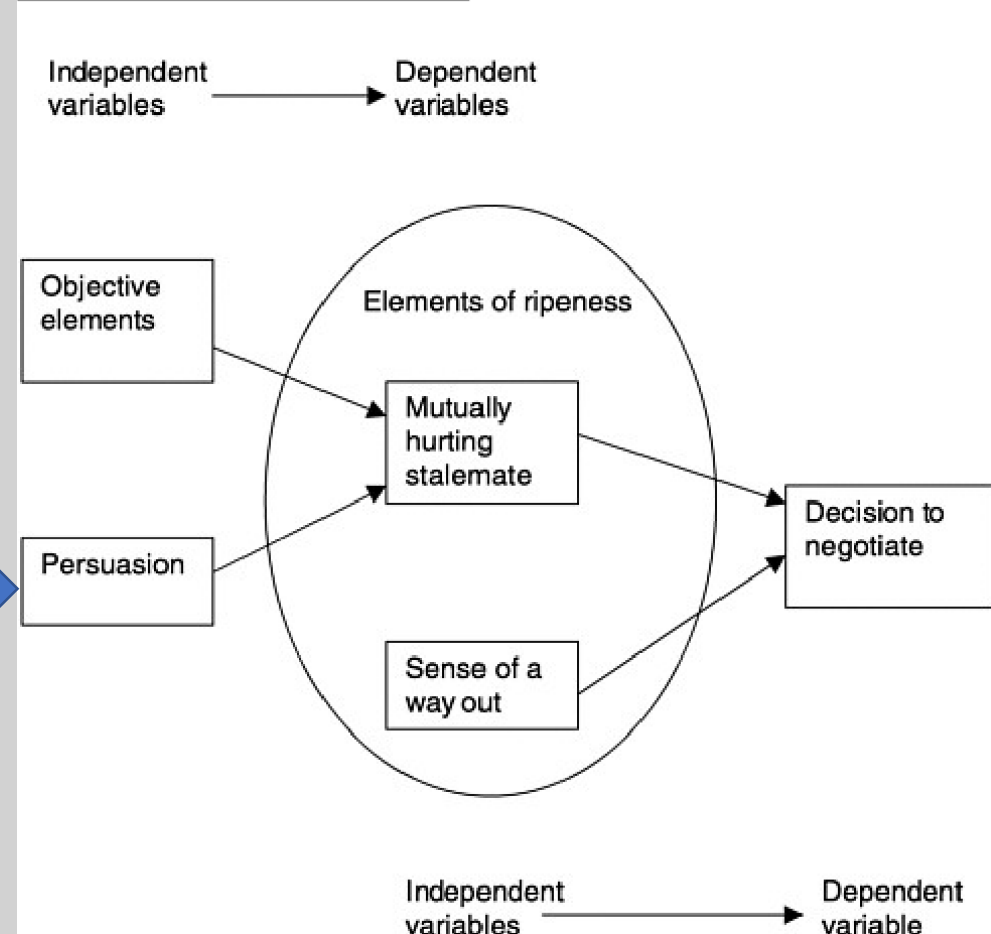 Independent
variables
Dependent
variables
Objective
elements
Elements of ripeness
Mutually
hurting
stalemate
Decision to
negotiate
Persuasion
Sense of a
way out
Independent
variables
Dependent
variable